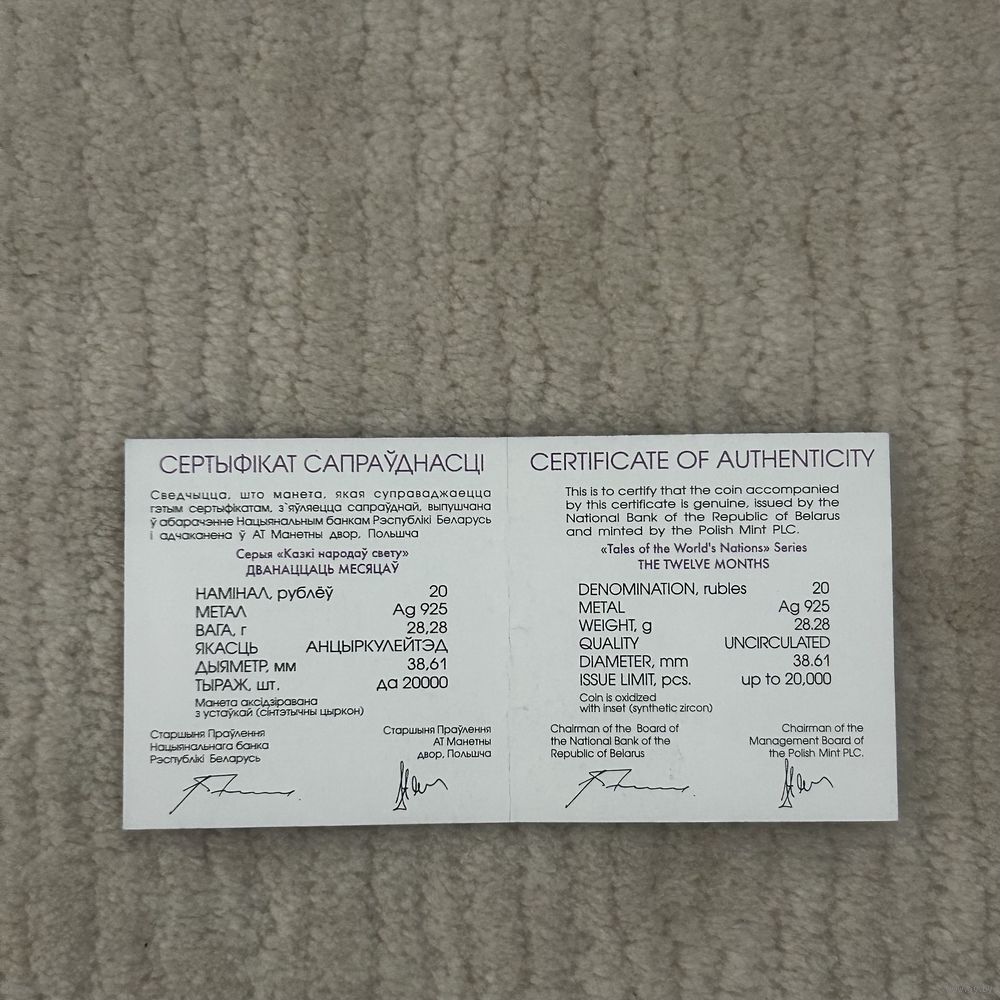 СЕРТЫФІКАТ САПРАЎДНАСЦІ
Сведчыцца, што манета, якая суправаджаецца
гэтым сертыфікатам, з`яўляецца сапраўднай, выпушчана
ў абарачэнне Нацыянальным банкам Рэспублікі Беларусь
і адчаканена ў АТ Манетны двор, Польшча
Серыя «Казкі народаў свету»
ДВАНАЦЦАЦЬ МЕСЯЦАЎ
НАМІНАЛ, рублёў 20
МЕТАЛ Ag 925
ВАГА, г 28,28
ЯКАСЦЬ АНЦЫРКУЛЕЙТЭД
ДЫЯМЕТР, мм 38,61
ТЫРАЖ, шт. да 20000
Манета аксідзіравана
з устаўкай (сінтэтычны цыркон)
Старшыня Праўлення
Нацыянальнага банка
Рэспублікі Беларусь
Старшыня Праўлення
АТ Манетны
двор, Польшча
CERTIFICATE OF AUTHENTICITY
This is to certify that the coin accompanied
by this certificate is genuine, issued by the
National Bank of the Republic of Belarus
and minted by the Polish Mint PLC.
«Tales of the World's Nations» Series
THE TWELVE MONTHS
DENOMINATION, rubles 20
METAL Ag 925
WEIGHT, g 28.28
QUALITY UNCIRCULATED
DIAMETER, mm 38.61
ISSUE LIMIT, pcs. up to 20,000
Coin is oxidized
with inset (synthetic zircon)
Chairman of the Board of
the National Bank of the
Republic of Belarus
Chairman of the
Management Board of
the Polish Mint PLC.